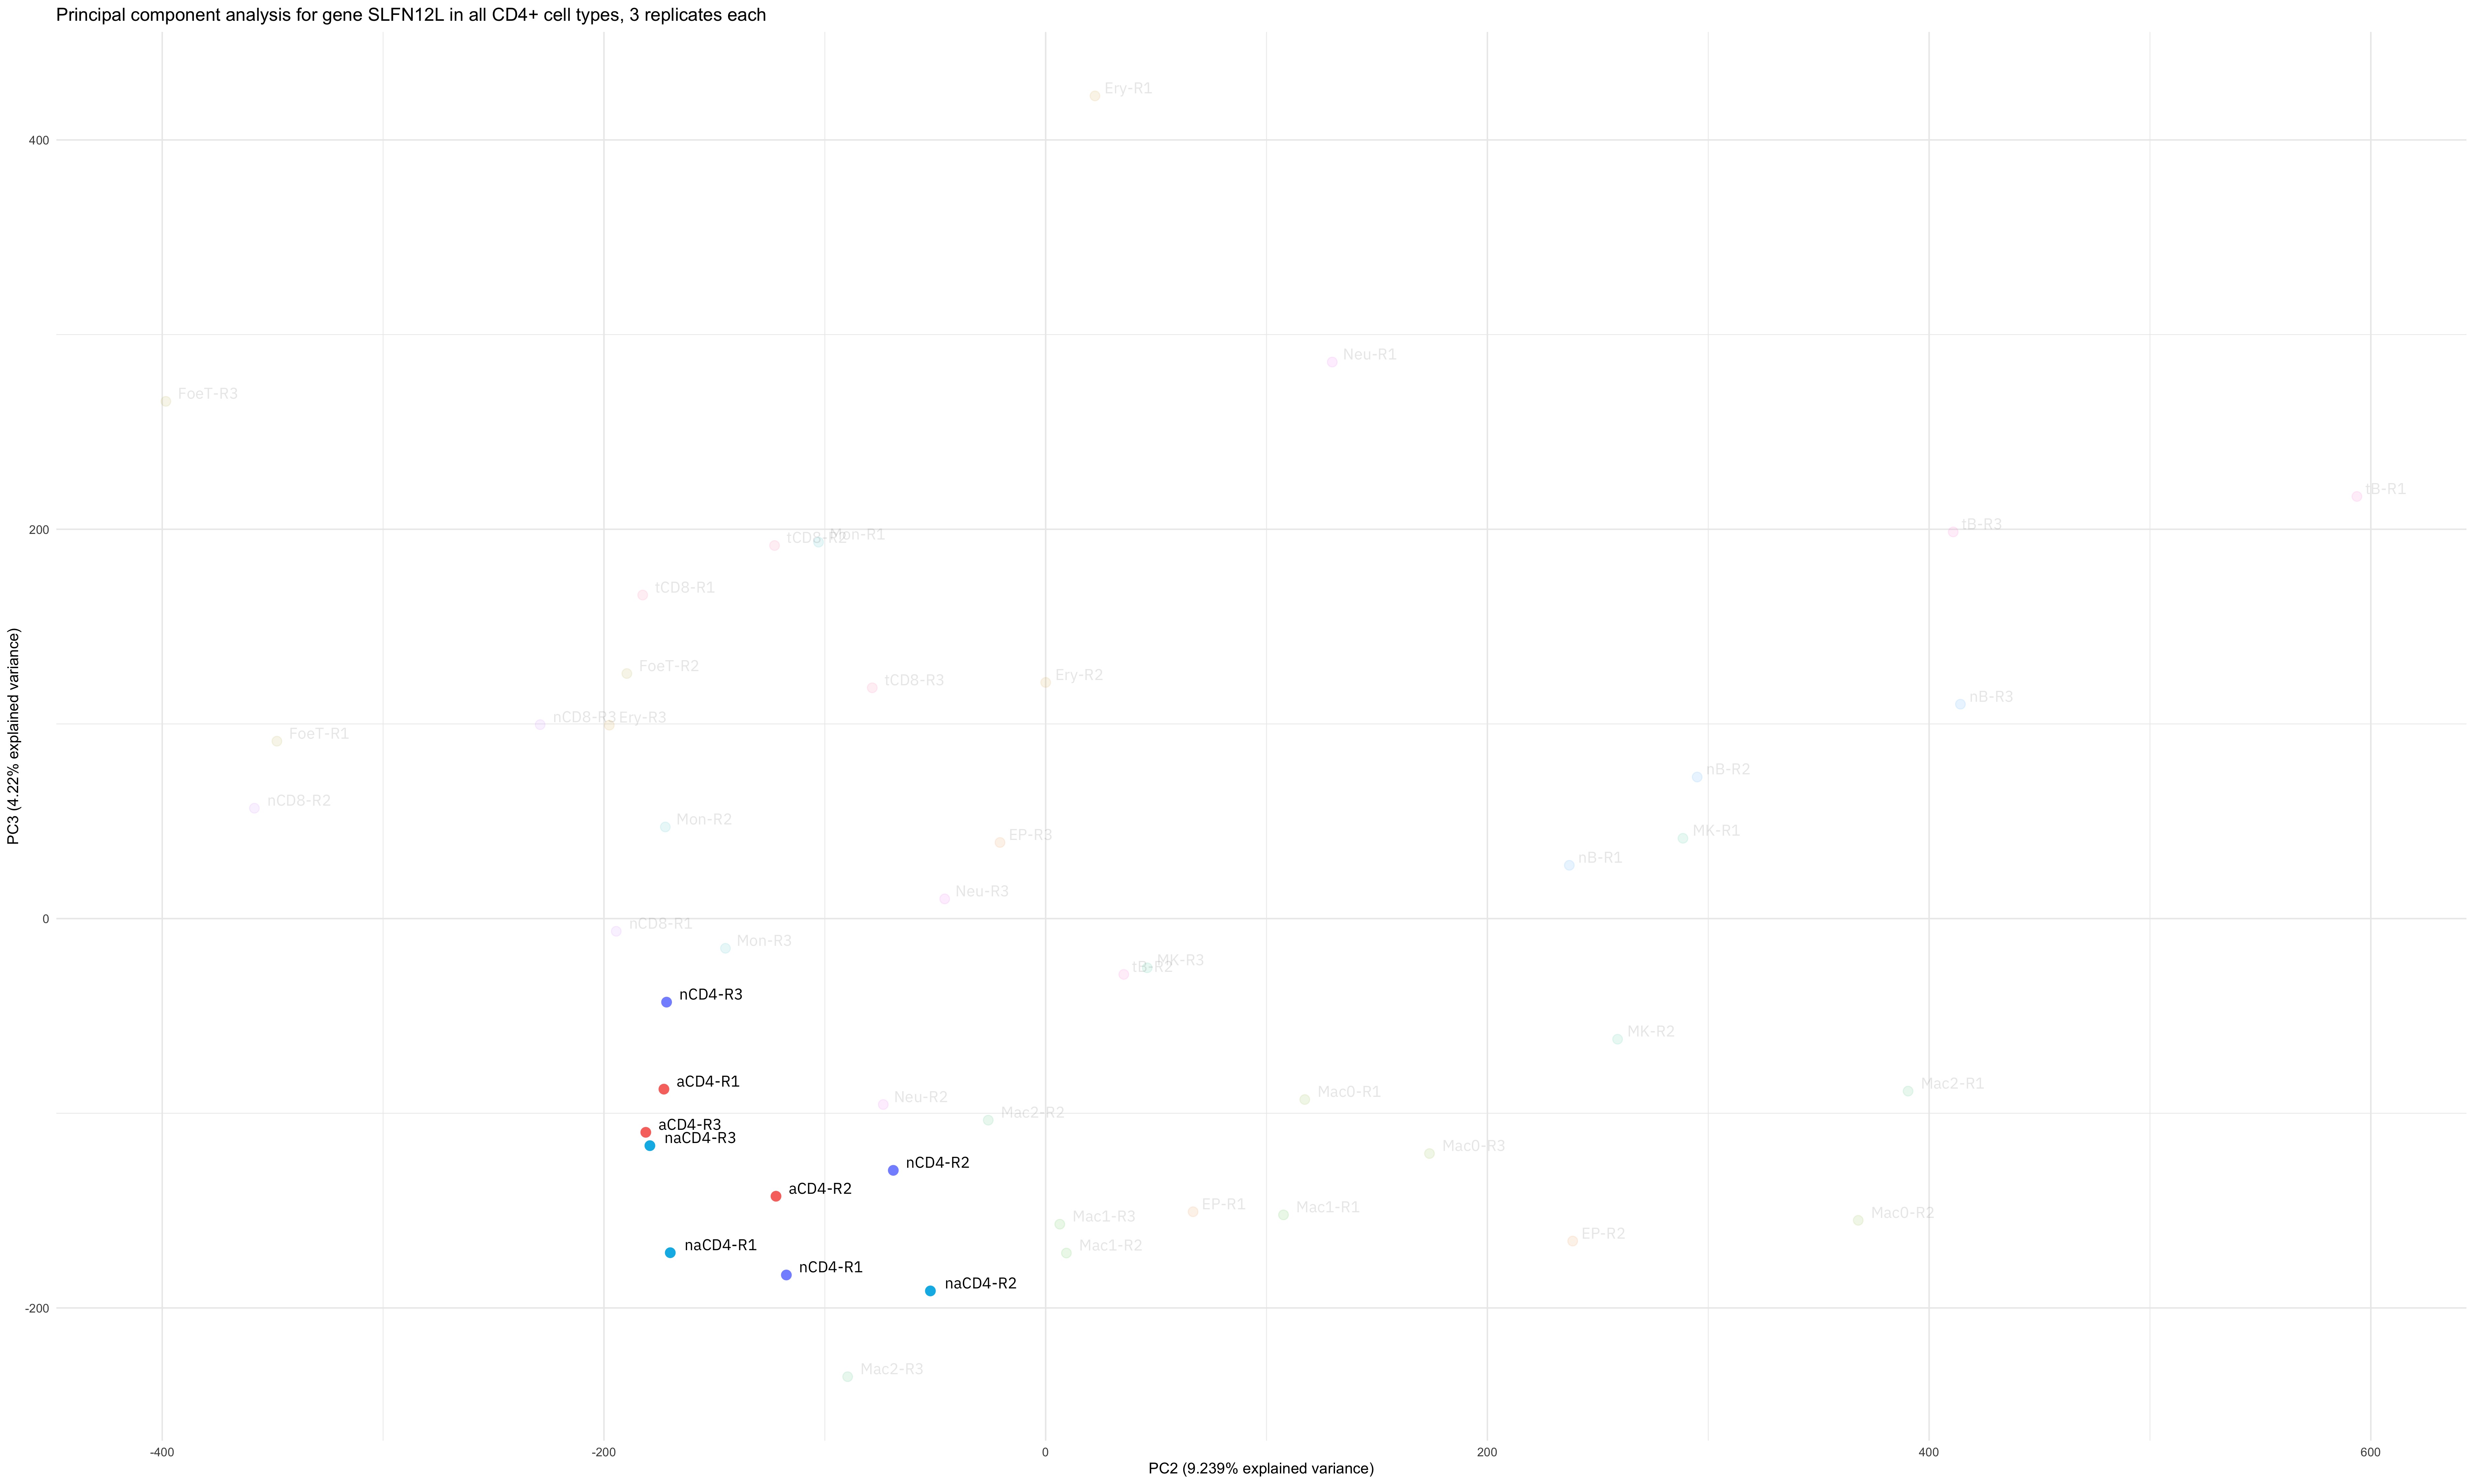 Principal component analysis for gene SLFN12L in all CD4+ cell types, 3 replicates each
Ery-R1
400
Neu-R1
FoeT-R3
tB-R1
tB-R3
200
tCD8-R2
Mon-R1
tCD8-R1
FoeT-R2
Ery-R2
tCD8-R3
nB-R3
nCD8-R3
Ery-R3
FoeT-R1
nB-R2
nCD8-R2
Mon-R2
MK-R1
EP-R3
nB-R1
Neu-R3
0
nCD8-R1
Mon-R3
tB-R2
MK-R3
nCD4-R3
MK-R2
aCD4-R1
Mac2-R1
Neu-R2
Mac0-R1
Mac2-R2
aCD4-R3
naCD4-R3
Mac0-R3
nCD4-R2
aCD4-R2
EP-R1
Mac1-R1
Mac1-R3
Mac0-R2
EP-R2
naCD4-R1
Mac1-R2
nCD4-R1
naCD4-R2
-200
Mac2-R3
-400
-200
0
200
400
600
PC2 (9.239% explained variance)
PC3 (4.22% explained variance)